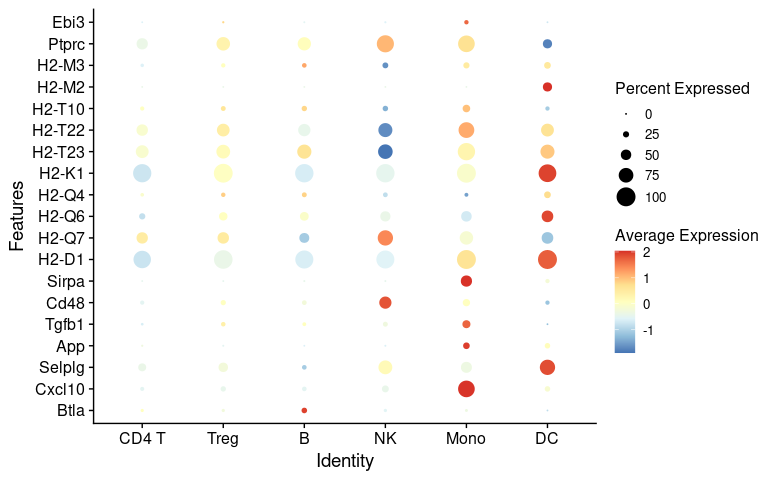 Features
Ebi3
Ptprc
H2-M3
H2-M2
H2-T10
H2-T22
H2-T23
H2-K1
H2-Q4
H2-Q6
H2-Q7
H2-D1
Sirpa
Cd48
Tgfb1
App
Selplg
Cxcl10
Btla
CD4 T Treg B NK Mono DC
Identity
Percent Expressed
0
25
50
75
100
Average Expression
2
1
0
-1